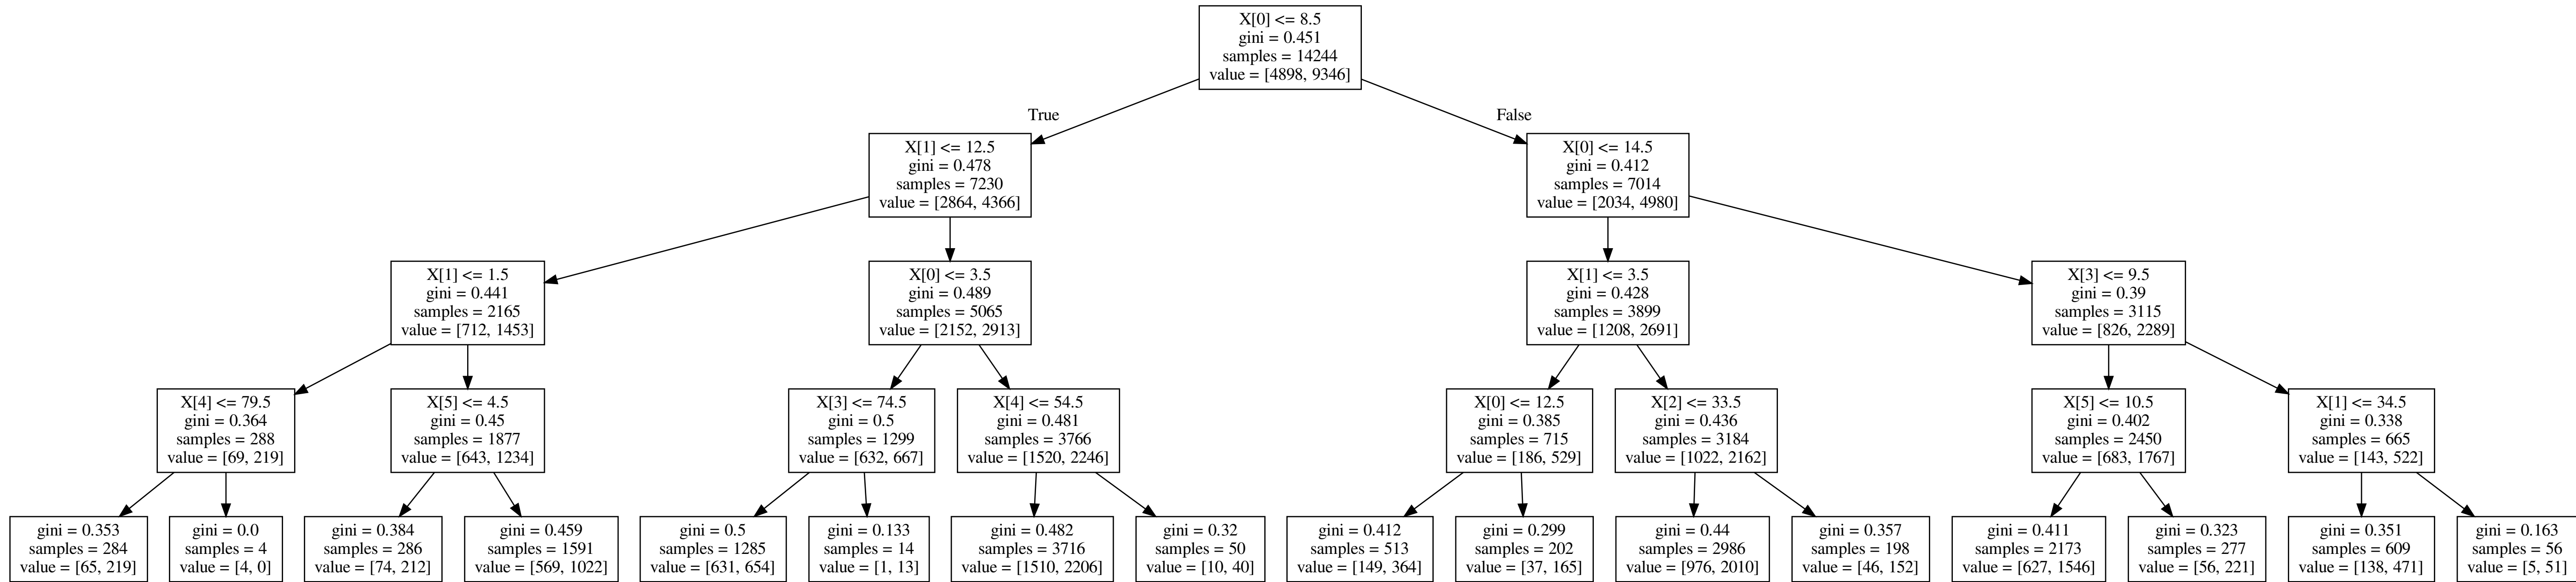 X[0] <= 8.5
gini = 0.451
samples = 14244
value = [4898, 9346]
True
False
X[1] <= 12.5
gini = 0.478
samples = 7230
value = [2864, 4366]
X[0] <= 14.5
gini = 0.412
samples = 7014
value = [2034, 4980]
X[1] <= 1.5
gini = 0.441
samples = 2165
value = [712, 1453]
X[0] <= 3.5
gini = 0.489
samples = 5065
value = [2152, 2913]
X[1] <= 3.5
gini = 0.428
samples = 3899
value = [1208, 2691]
X[3] <= 9.5
gini = 0.39
samples = 3115
value = [826, 2289]
X[4] <= 79.5
gini = 0.364
samples = 288
value = [69, 219]
X[5] <= 4.5
gini = 0.45
samples = 1877
value = [643, 1234]
X[3] <= 74.5
gini = 0.5
samples = 1299
value = [632, 667]
X[4] <= 54.5
gini = 0.481
samples = 3766
value = [1520, 2246]
X[0] <= 12.5
gini = 0.385
samples = 715
value = [186, 529]
X[2] <= 33.5
gini = 0.436
samples = 3184
value = [1022, 2162]
X[5] <= 10.5
gini = 0.402
samples = 2450
value = [683, 1767]
X[1] <= 34.5
gini = 0.338
samples = 665
value = [143, 522]
gini = 0.353
samples = 284
value = [65, 219]
gini = 0.0
samples = 4
value = [4, 0]
gini = 0.384
samples = 286
value = [74, 212]
gini = 0.459
samples = 1591
value = [569, 1022]
gini = 0.5
samples = 1285
value = [631, 654]
gini = 0.133
samples = 14
value = [1, 13]
gini = 0.482
samples = 3716
value = [1510, 2206]
gini = 0.32
samples = 50
value = [10, 40]
gini = 0.412
samples = 513
value = [149, 364]
gini = 0.299
samples = 202
value = [37, 165]
gini = 0.44
samples = 2986
value = [976, 2010]
gini = 0.357
samples = 198
value = [46, 152]
gini = 0.411
samples = 2173
value = [627, 1546]
gini = 0.323
samples = 277
value = [56, 221]
gini = 0.351
samples = 609
value = [138, 471]
gini = 0.163
samples = 56
value = [5, 51]